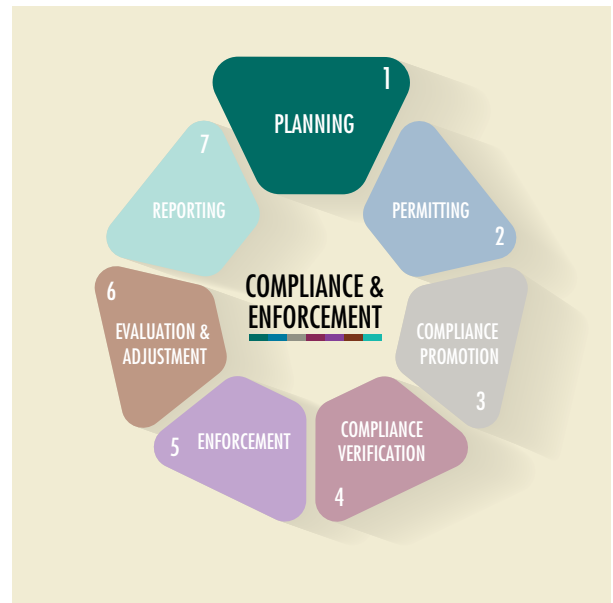 1
PLANNING
PERMITTING
2
COMPLIANCE
PROMOTION
3
COMPLIANCE
VERIFICATION
4
ENFORCEMENT
5
6
EVALUATION &
ADJUSTMENT
7
REPORTING
COMPLIANCE &
ENFORCEMENT